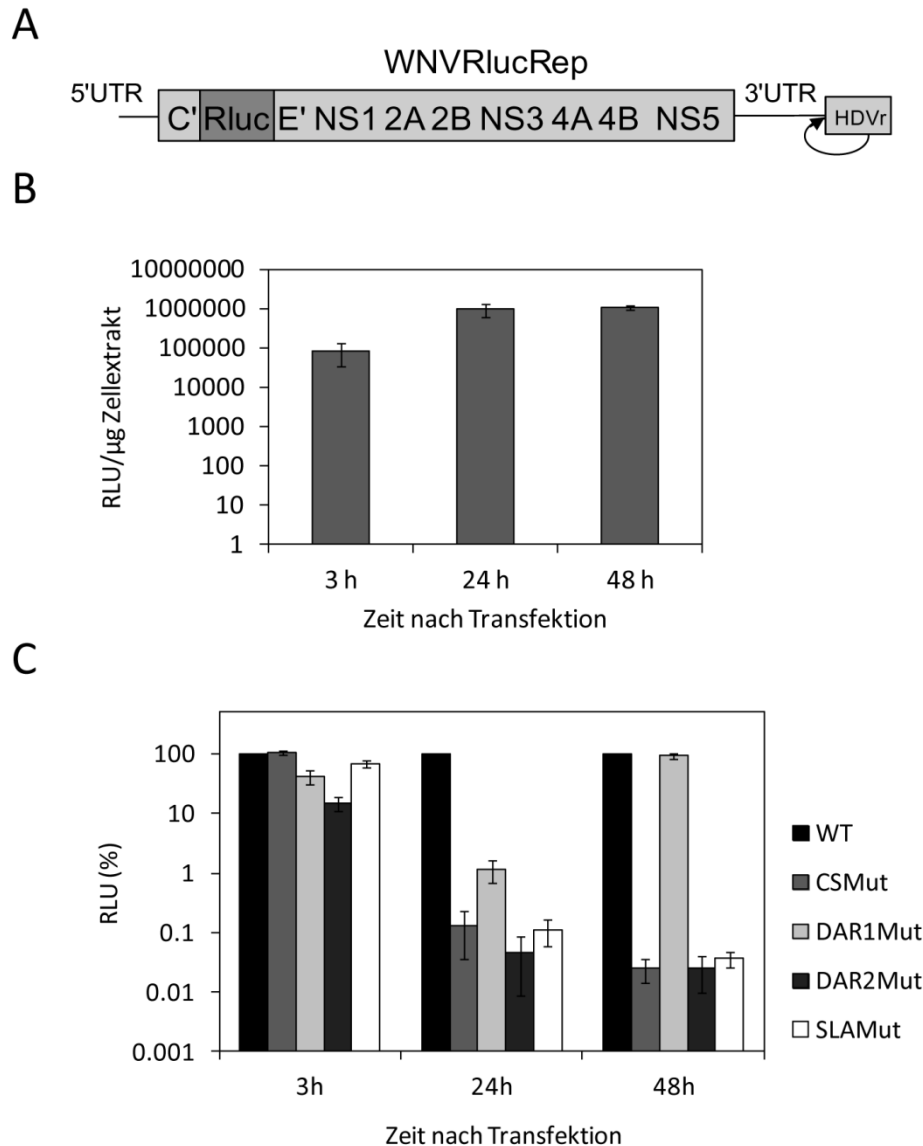 A
WNVRlucRep
5'UTR
C' Rluc E' NS1 2A 2B NS3 4A 4B NS5
3'UTR
HDVr
B
RLU/µg Zellextrakt
10000000
1000000
100000
10000
1000
100
10
1
3 h 24 h 48 h
Zeit nach Transfektion
C
RLU (%)
100
10
1
0.1
0.01
0.001
3h 24h 48h
Zeit nach Transfektion
WT
CSMut
DAR1Mut
DAR2Mut
SLAMut